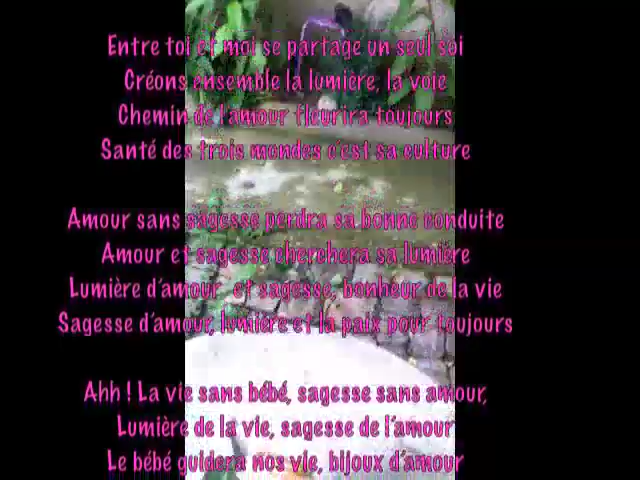 Entre toi et moi se partage un seul soi
Créons ensemble la lumière, la voie
Chemin de l'amour fleurira toujours
Santé des trois mondes c'est sa culture
Amour sans sagesse perdra sa bonne conduite
Amour et sagesse cherchera sa lumière
Lumière d'amour et sagesse, bonheur de la vie
Sagesse d'amour, lumière et la paix pour toujours
Ahh ! La vie sans bébé, sagesse sans amour,
Lumière de la vie, sagesse de l'amour
Le bébé guidera nos vie, bijoux d'amour